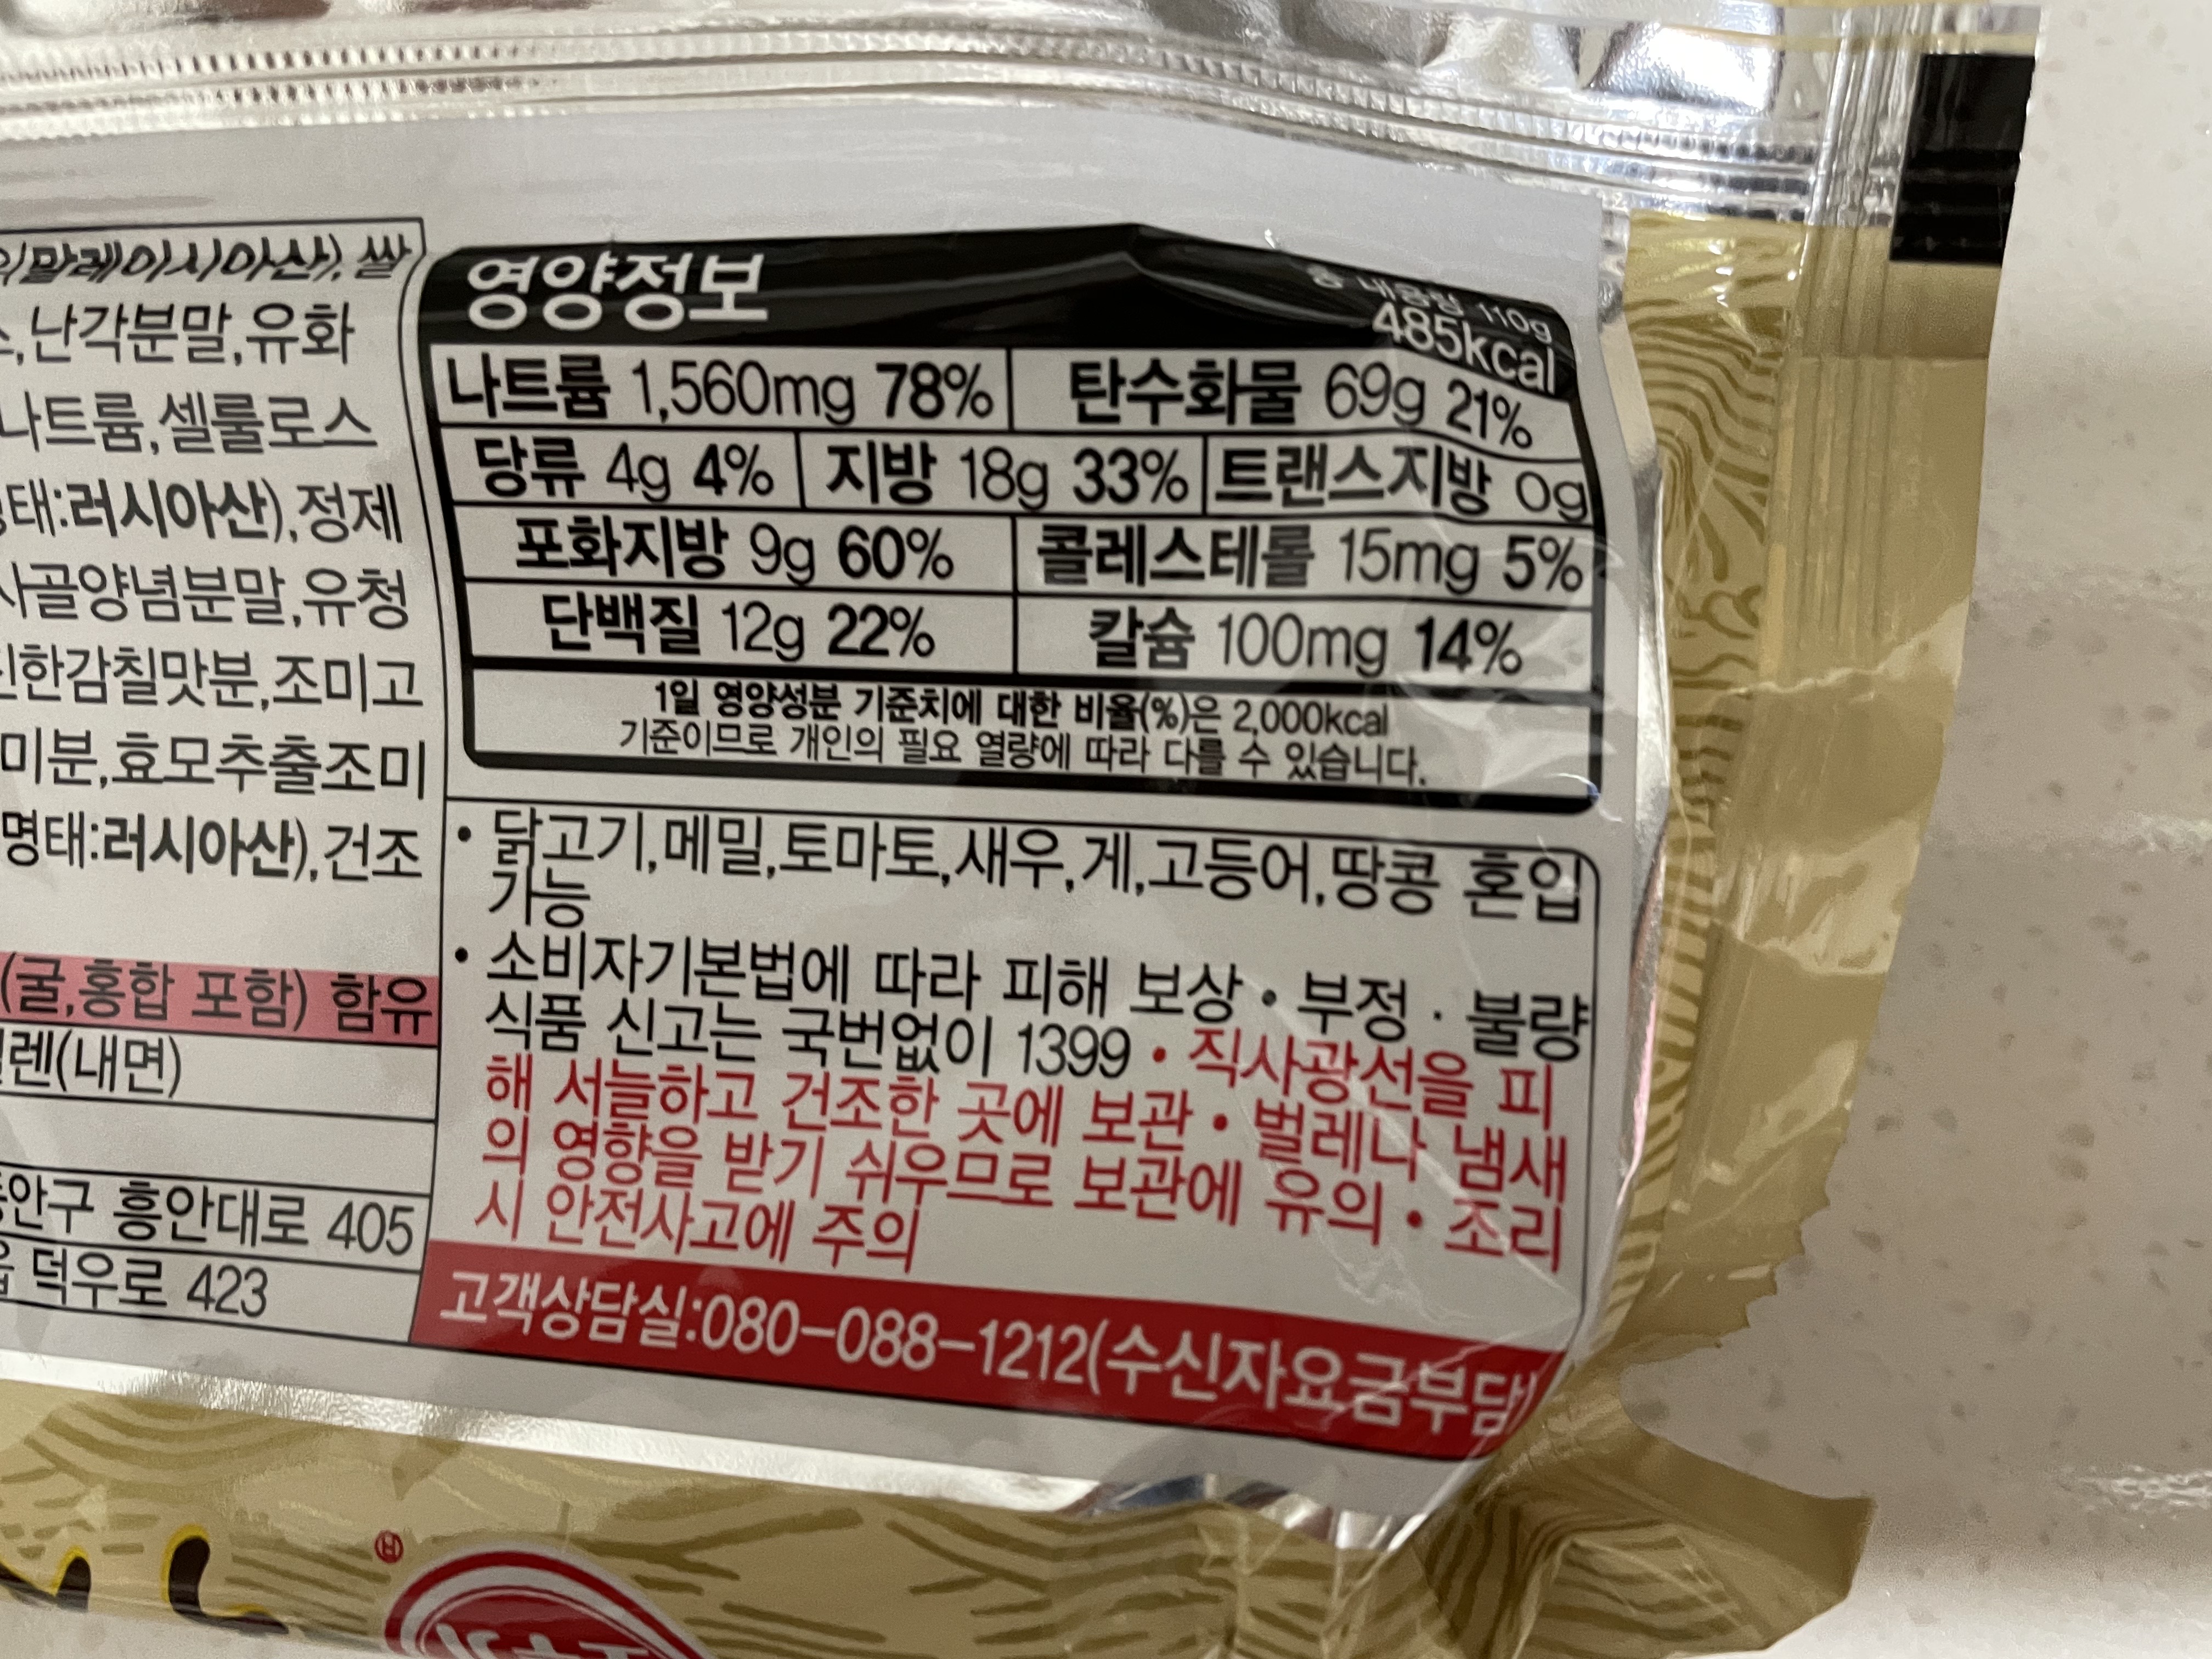 (말레이시아산), 쌀
난각분말,유화
나트륨,셀룰로스
태:러시아산),정제
사골양념분말,유청
한감칠맛분,조미고
미분,효모추출조미
명태:러시아산),건조
(굴,홍합 포함) 함유
렌(내면)
안구 흥안대로 405
덕우로 423
영양정보
총 내용량 110g
485kcal
나트륨 1,560mg 78% 탄수화물 69g 21%
당류 4g 4% 지방 18g 33% 트랜스지방 0g
포화지방 9g 60% 콜레스테롤 15mg 5%
단백질 12g 22% 칼슘 100mg 14%
1일 영양성분 기준치에 대한 비율(%)은 2,000kcal
기준이므로 개인의 필요 열량에 따라 다를 수 있습니다.
• 닭고기,메밀,토마토,새우,게,고등어,땅콩 혼입
가능
• 소비자기본법에 따라 피해 보상 • 부정 · 불량
식품 신고는 국번없이 1399 • 직사광선을 피
해 서늘하고 건조한 곳에 보관 • 벌레나 냄새
의 영향을 받기 쉬우므로 보관에 유의 • 조리
시 안전사고에 주의
고객상담실:080-088-1212(수신자요금부담)